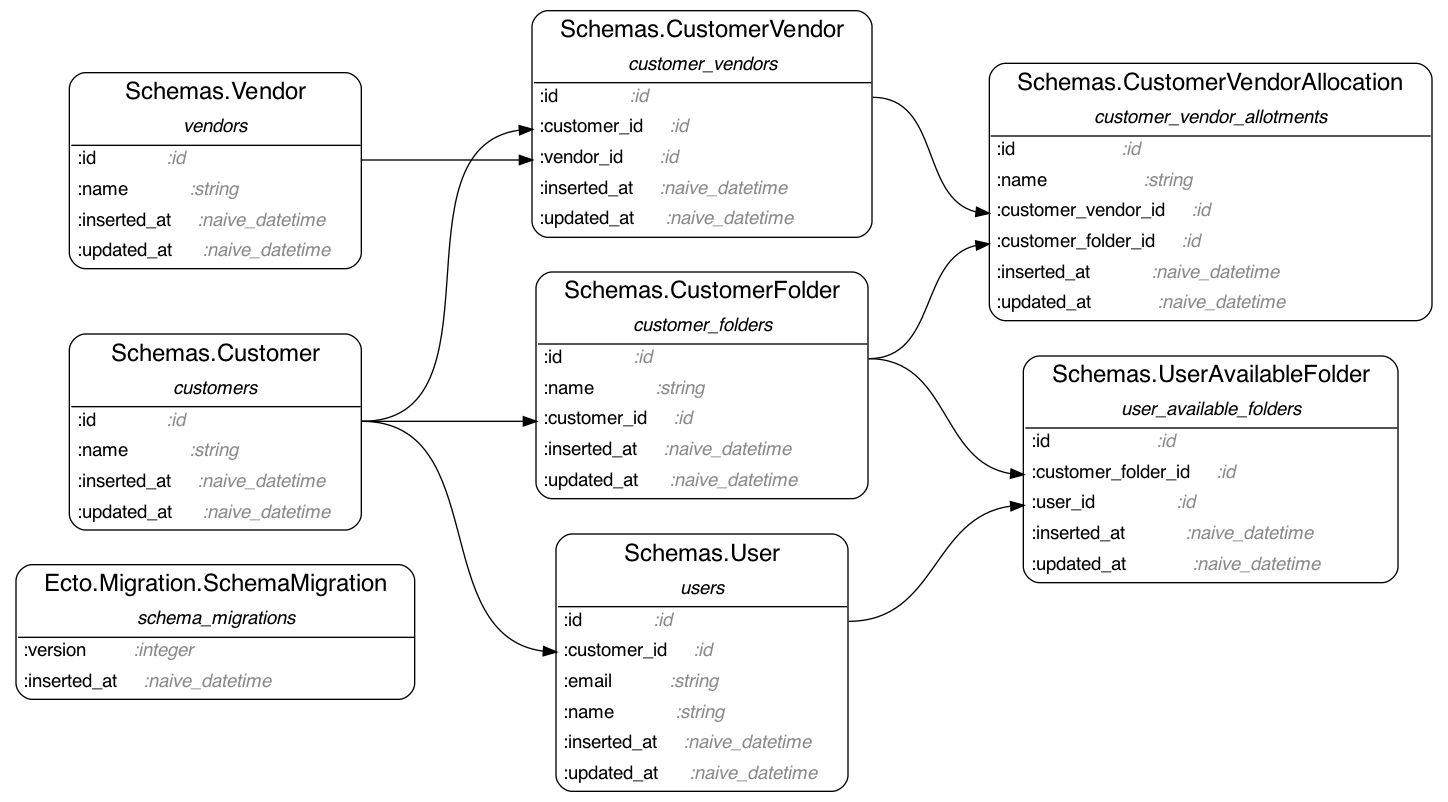 Schemas.Vendor
vendors
:id :id
:name :string
:inserted_at :naive_datetime
:updated_at :naive_datetime
Schemas.Customer
customers
:id :id
:name :string
:inserted_at :naive_datetime
:updated_at :naive_datetime
Ecto.Migration.SchemaMigration
schema_migrations
:version :integer
:inserted_at :naive_datetime
Schemas.CustomerVendor
customer_vendors
:id :id
:customer_id :id
:vendor_id :id
:inserted_at :naive_datetime
:updated_at :naive_datetime
Schemas.CustomerFolder
customer_folders
:id :id
:name :string
:customer_id :id
:inserted_at :naive_datetime
:updated_at :naive_datetime
Schemas.User
users
:id :id
:customer_id :id
:email :string
:name :string
:inserted_at :naive_datetime
:updated_at :naive_datetime
Schemas.CustomerVendorAllocation
customer_vendor_allotments
:id :id
:name :string
:customer_vendor_id :id
:customer_folder_id :id
:inserted_at :naive_datetime
:updated_at :naive_datetime
Schemas.UserAvailableFolder
user_available_folders
:id :id
:customer_folder_id :id
:user_id :id
:inserted_at :naive_datetime
:updated_at :naive_datetime